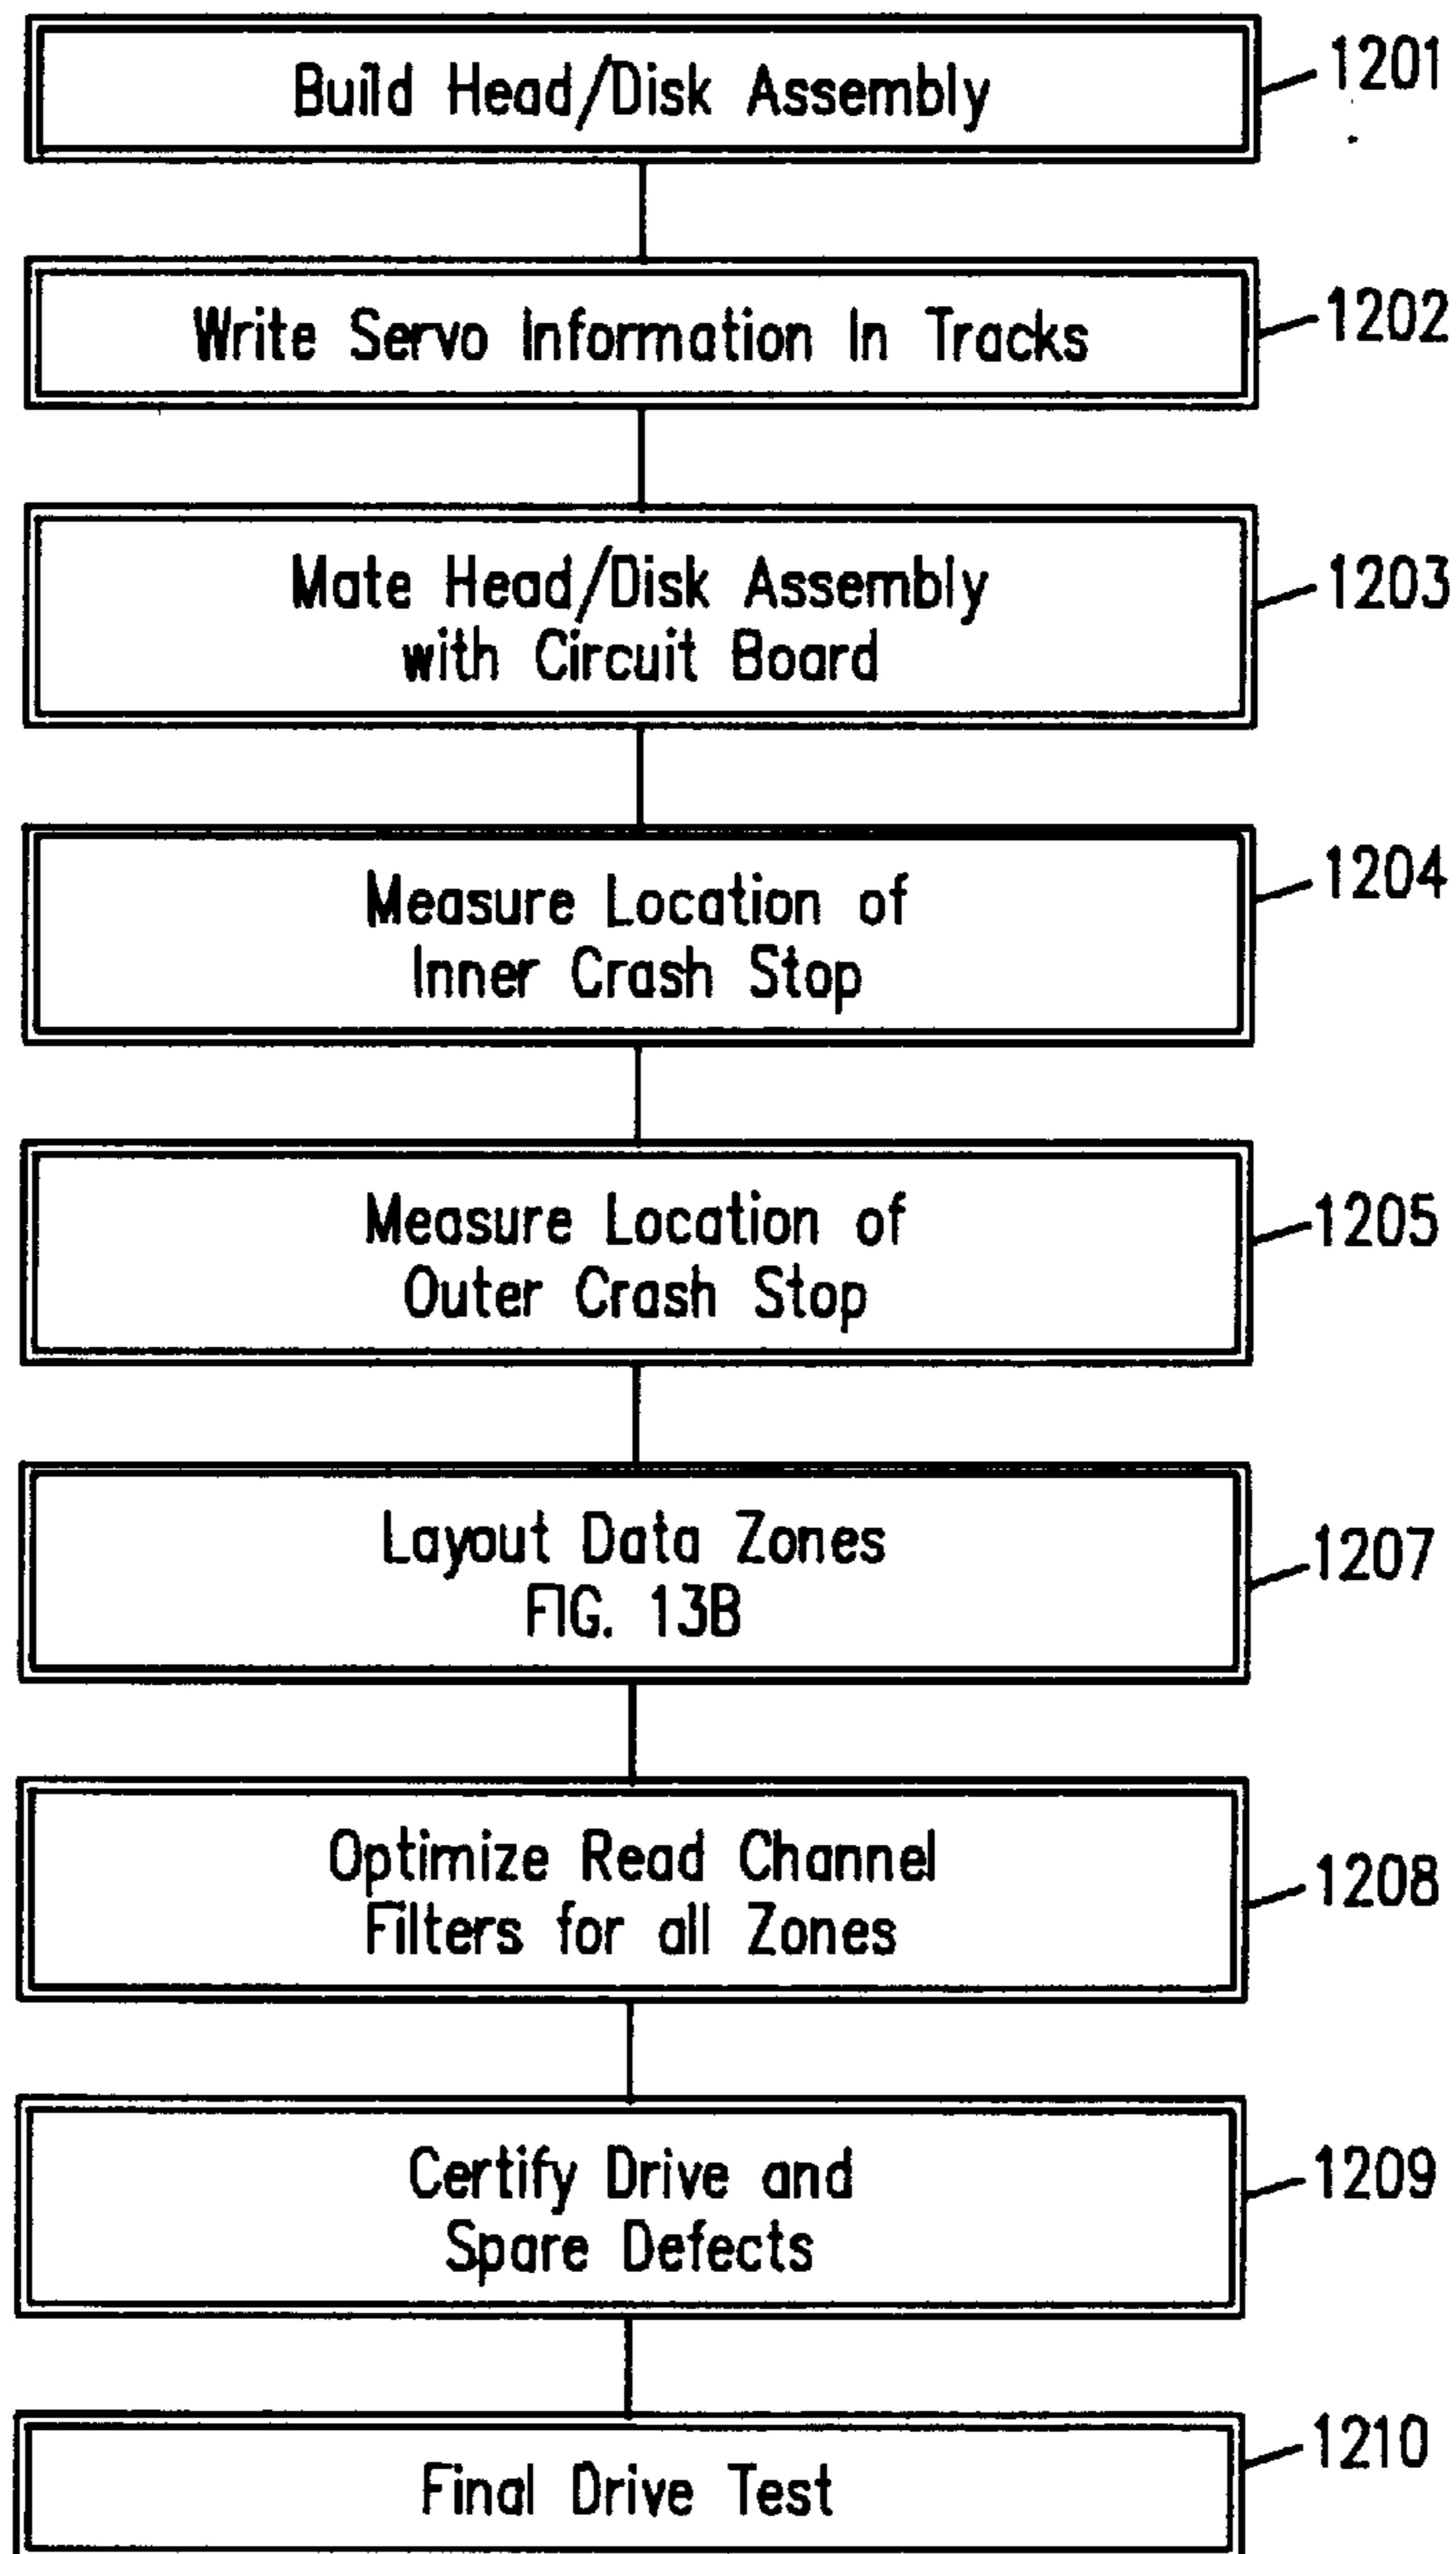 Build Head/Disk Assembly
1201
Write Servo Information In Tracks
1202
Mate Head/Disk Assembly
with Circuit Board
1203
Measure Location of
Inner Crash Stop
1204
Measure Location of
Outer Crash Stop
1205
Layout Data Zones
FIG. 13B
1207
Optimize Read Channel
Filters for all Zones
1208
Certify Drive and
Spare Defects
1209
Final Drive Test
1210